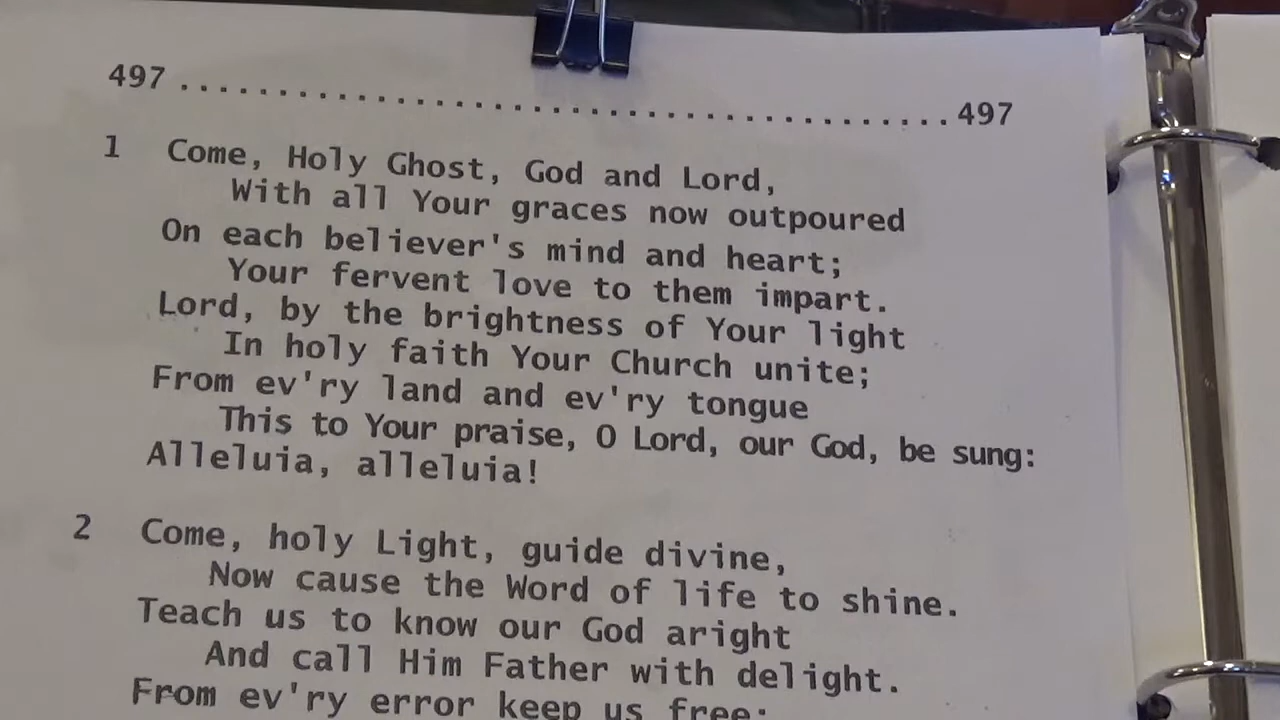 497 ........................................ 497
1 Come, Holy Ghost, God and Lord,
With all Your graces now outpoured
On each believer's mind and heart;
Your fervent love to them impart.
Lord, by the brightness of Your light
In holy faith Your Church unite;
From ev'ry land and ev'ry tongue
This to Your praise, O Lord, our God, be sung:
Alleluia, alleluia!
2 Come, holy Light, guide divine,
Now cause the Word of life to shine.
Teach us to know our God aright
And call Him Father with delight.
From ev'ry error keep us free;